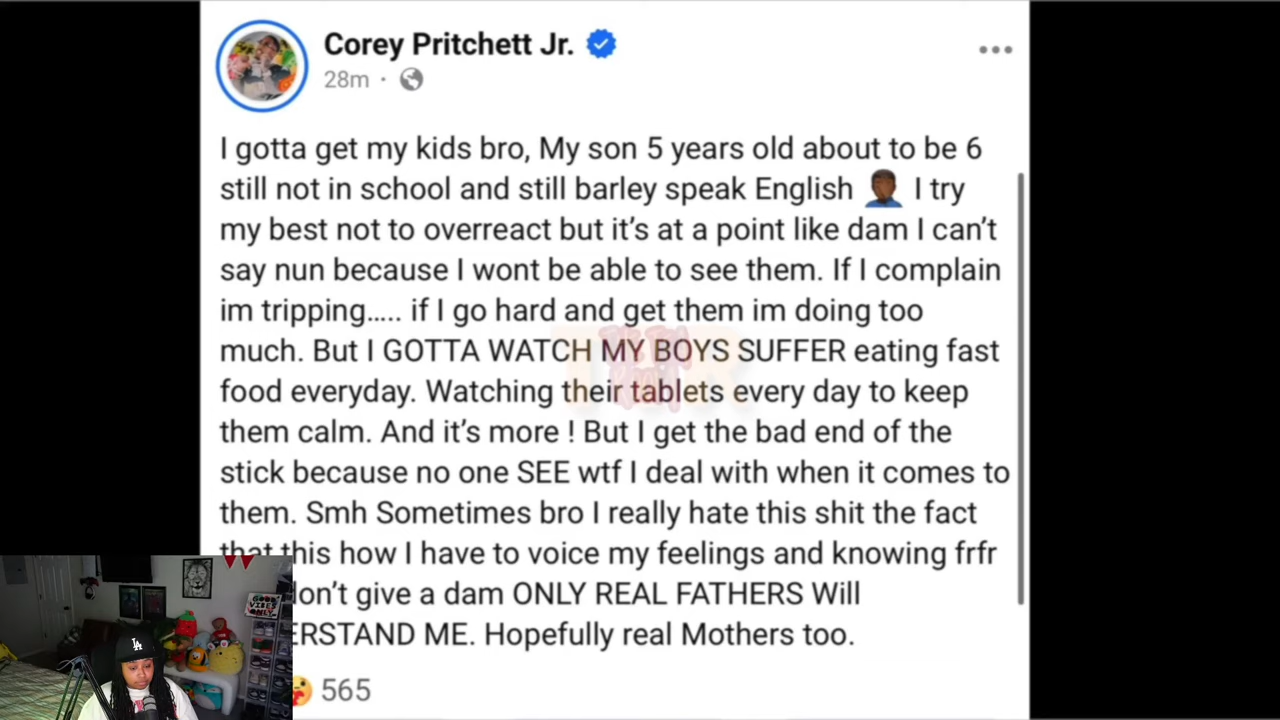 Corey Pritchett Jr.
28m ·
I gotta get my kids bro, My son 5 years old about to be 6
still not in school and still barley speak English 🤦🏾‍♂️ I try
my best not to overreact but it’s at a point like dam I can’t
say nun because I wont be able to see them. If I complain
im tripping..... if I go hard and get them im doing too
much. But I GOTTA WATCH MY BOYS SUFFER eating fast
food everyday. Watching their tablets every day to keep
them calm. And it’s more ! But I get the bad end of the
stick because no one SEE wtf I deal with when it comes to
them. Smh Sometimes bro I really hate this shit the fact
that this how I have to voice my feelings and knowing frfr
don’t give a dam ONLY REAL FATHERS Will
ERSTAND ME. Hopefully real Mothers too.
565
GOOD
VIBES
ONLY
LA